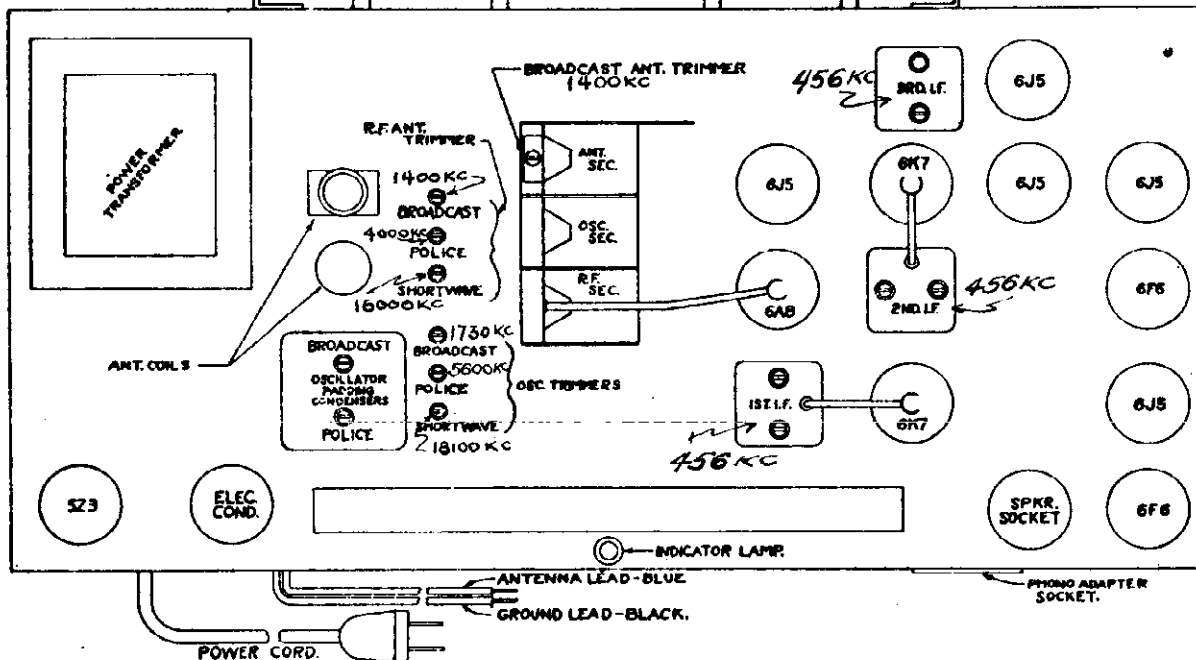 BROADCAST ANT. TRIMMER
1400KC
456KC
3RD. I.F.
6J5
POWER
TRANSFORMER
R.F. ANT.
TRIMMER
1400KC
BROADCAST
4000KC
POLICE
SHORTWAVE
16000KC
ANT.
SEC.
OSC.
SEC.
R.F.
SEC.
6J5
6K7
6J5
6J5
6A8
2ND. I.F.
456KC
6F6
ANT. COILS
1730KC
BROADCAST
5600KC
POLICE
SHORTWAVE
18100KC
OSC. TRIMMERS
BROADCAST
OSCILLATOR
PADDING
CONDENSERS
POLICE
1ST. I.F.
456KC
6K7
6J5
5Z3
ELEC.
COND.
SPKR.
SOCKET
6F6
INDICATOR LAMP.
ANTENNA LEAD-BLUE
GROUND LEAD-BLACK.
POWER CORD.
PHONO ADAPTER
SOCKET.